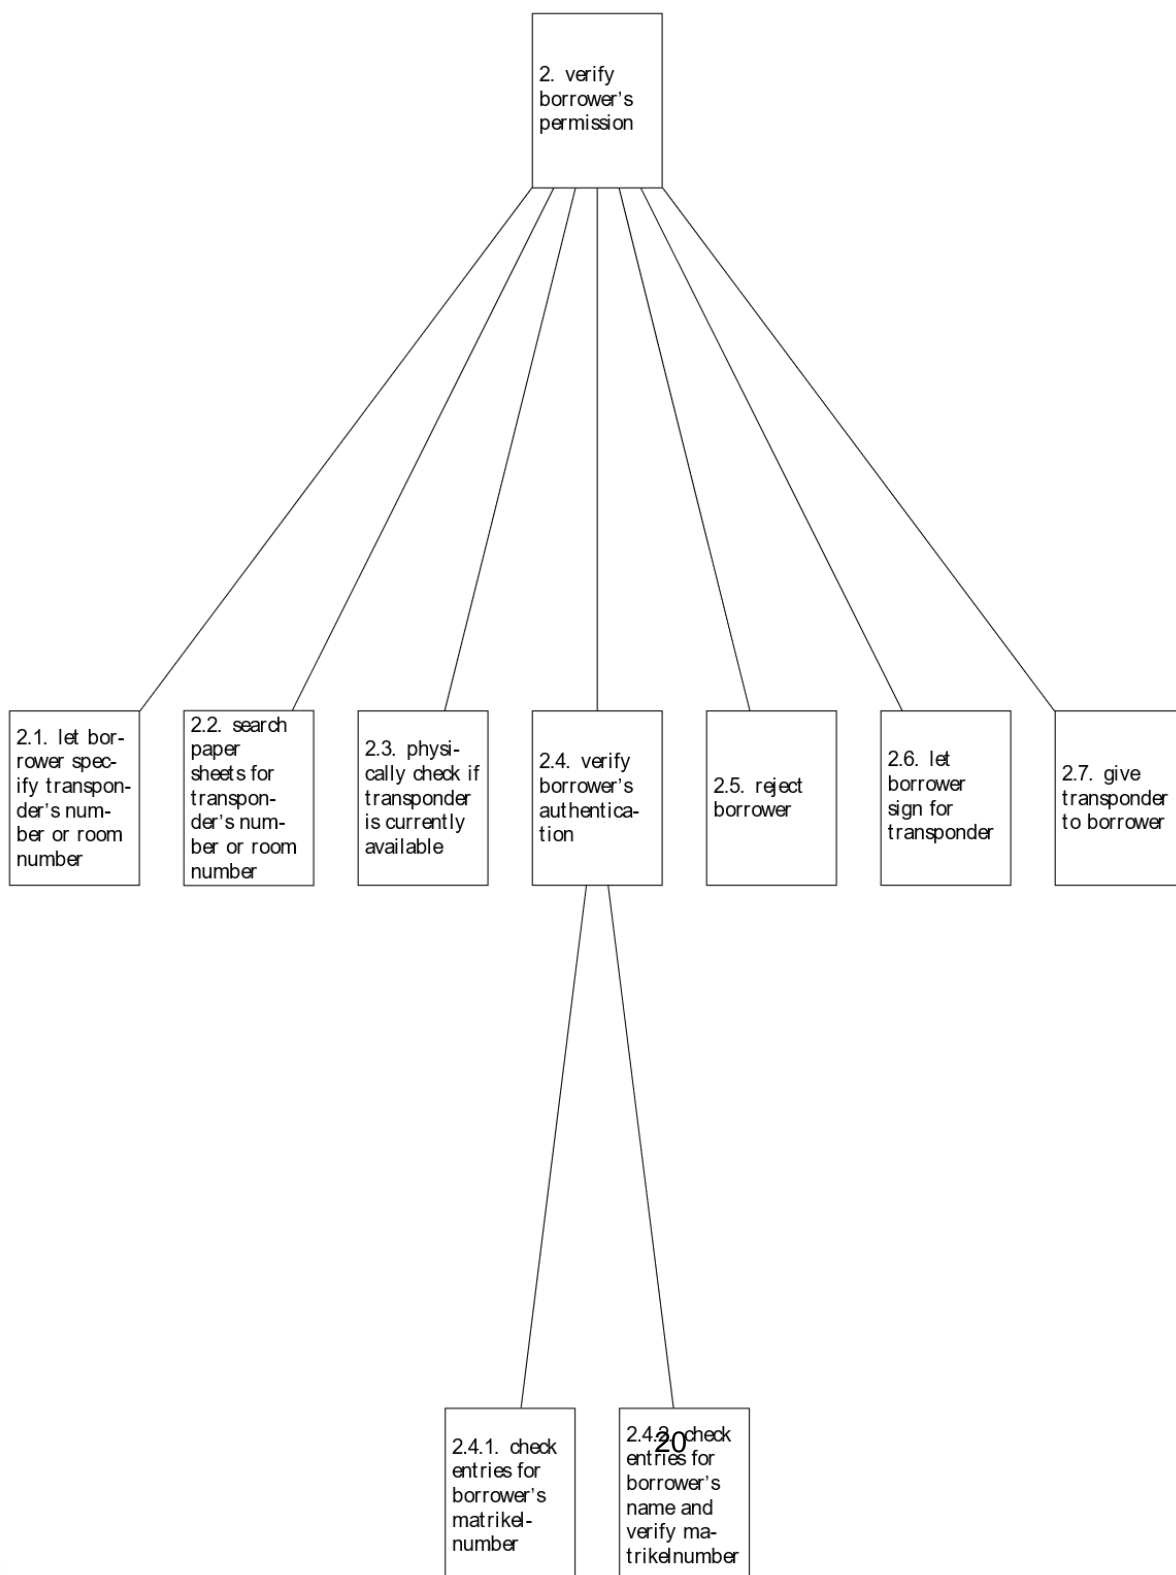 2. verify
borrower's
permission
2.1. let bor-
rower spec-
ify transpon-
der's num-
ber or room
number
2.2. search
paper
sheets for
transpon-
der's num-
ber or room
number
2.3. physi-
cally check if
transponder
is currently
available
2.4. verify
borrower's
authentica-
tion
2.5. reject
borrower
2.6. let
borrower
sign for
transponder
2.7. give
transponder
to borrower
2.4.1. check
entries for
borrower's
matrikel-
number
2.4.2. check
entries for
borrower's
name and
verify ma-
trikelnumber
20